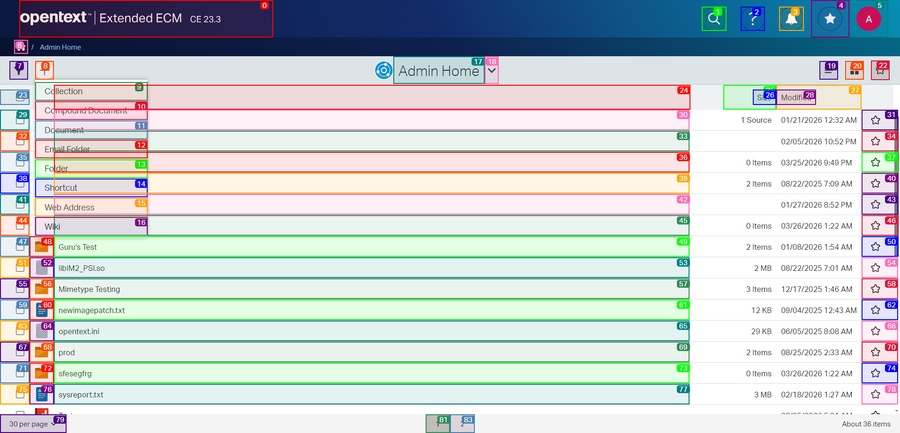 opentext™ | Extended ECM CE 23.3
/ Admin Home
Admin Home
Collection
Compound Document
Document
Email Folder
Folder
Shortcut
Web Address
Wiki
Modified
1 Source 01/21/2026 12:32 AM
02/05/2026 10:52 PM
0 Items 03/25/2026 9:49 PM
2 Items 08/22/2025 7:09 AM
01/27/2026 8:52 PM
0 Items 03/26/2026 1:22 AM
Guru's Test 2 Items 01/08/2026 1:54 AM
libIM2_PSI.so 2 MB 08/22/2025 7:01 AM
Mimetype Testing 3 Items 12/17/2025 1:46 AM
newimagepatch.txt 12 KB 09/04/2025 12:43 AM
opentext.ini 29 KB 06/05/2025 8:08 AM
prod 2 Items 08/25/2025 2:33 AM
sfesegfrg 0 Items 03/26/2026 1:22 AM
sysreport.txt 3 MB 02/18/2026 1:27 AM
30 per page
About 36 items